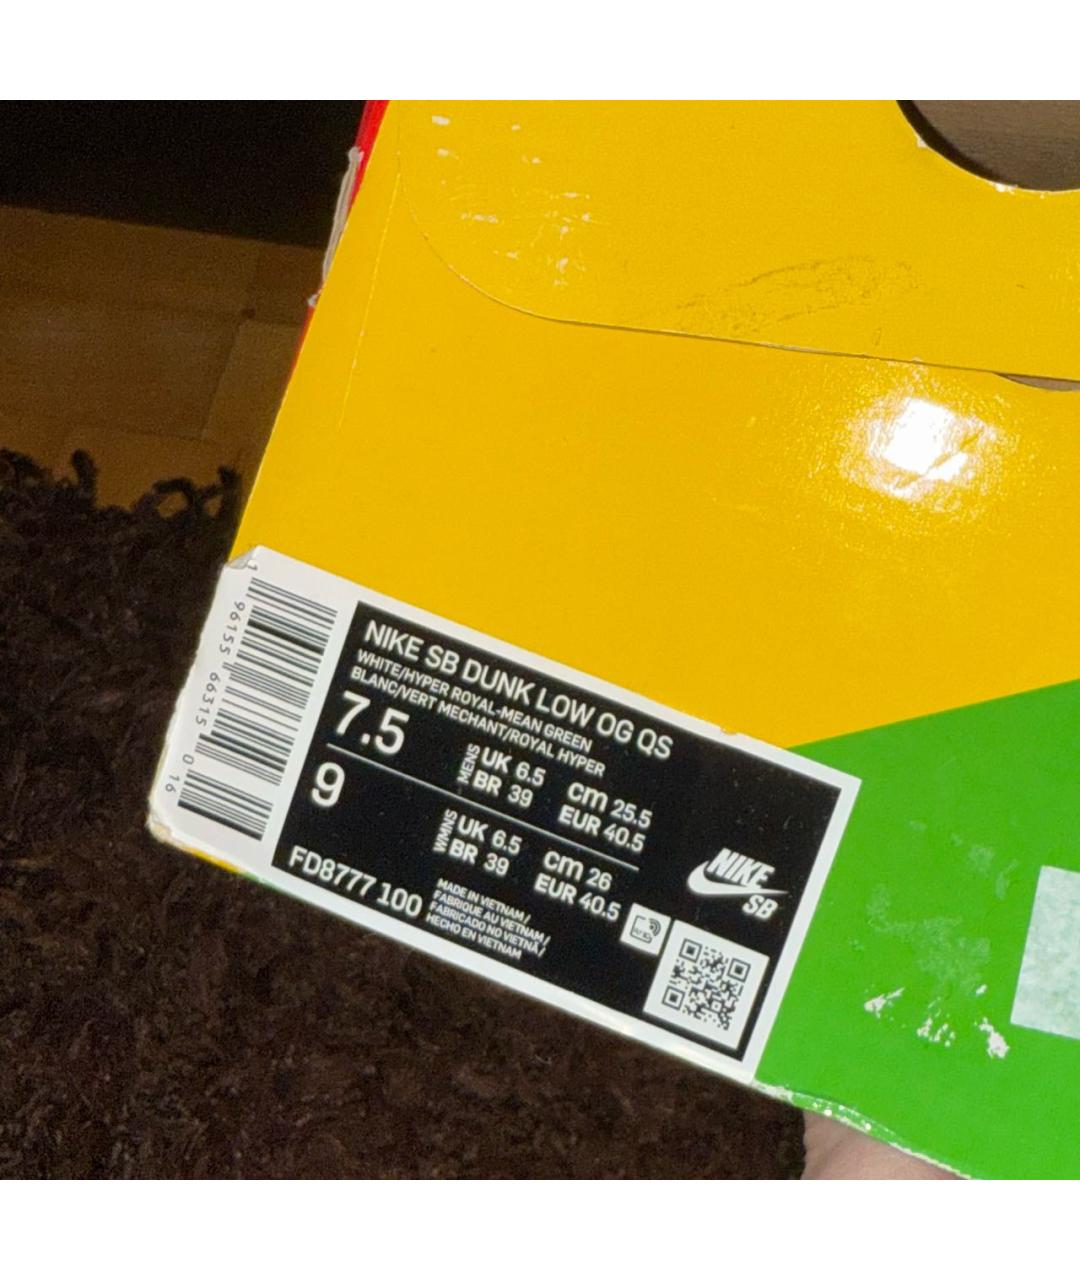 NIKE SB DUNK LOW OG QS
WHITE/HYPER ROYAL-MEAN GREEN
BLANC/VERT MECHANT/ROYAL HYPER
7.5
MENS
UK 6.5
BR 39
cm 25.5
EUR 40.5
9
WMNS
UK 6.5
BR 39
cm 26
EUR 40.5
FD8777 100
MADE IN VIETNAM /
FABRIQUE AU VIETNAM /
FABRICADO NO VIETNÃ /
HECHO EN VIETNAM
NIKE
SB
1 96155 66315 0 16